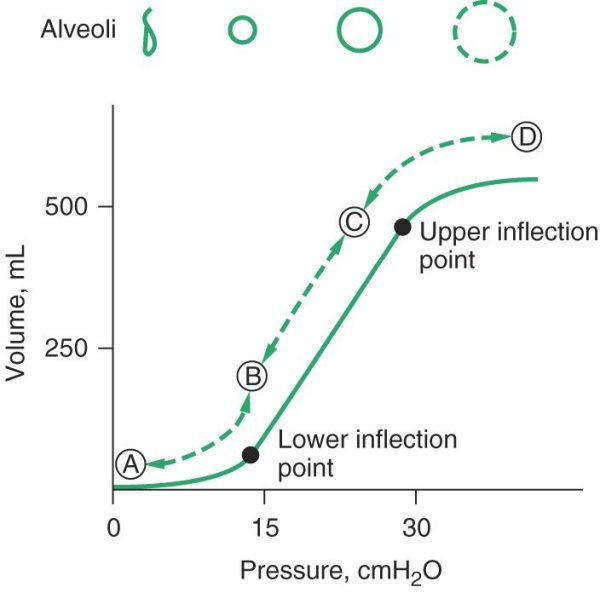 Alveoli
D
500
C
Upper inflection
point
Volume, mL
250
B
Lower inflection
point
A
0
15
30
Pressure, cmH₂O